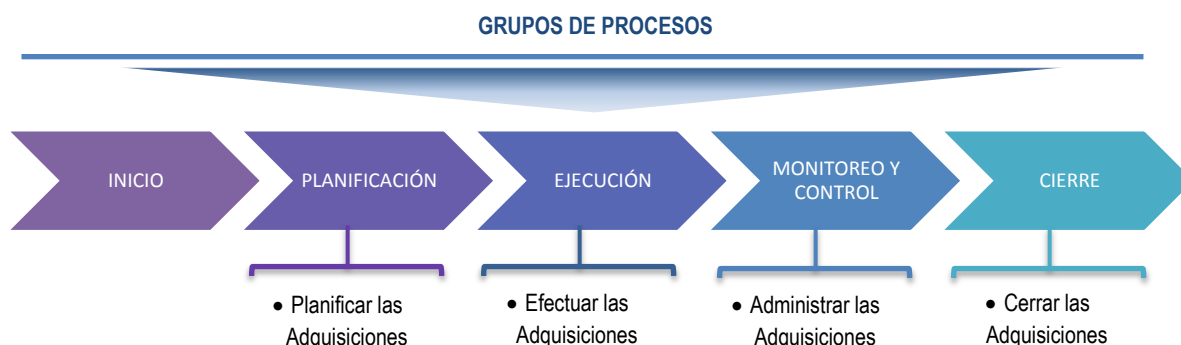 GRUPOS DE PROCESOS
INICIO
PLANIFICACIÓN
EJECUCIÓN
MONITOREO Y
CONTROL
CIERRE
• Planificar las
Adquisiciones
• Efectuar las
Adquisiciones
• Administrar las
Adquisiciones
• Cerrar las
Adquisiciones